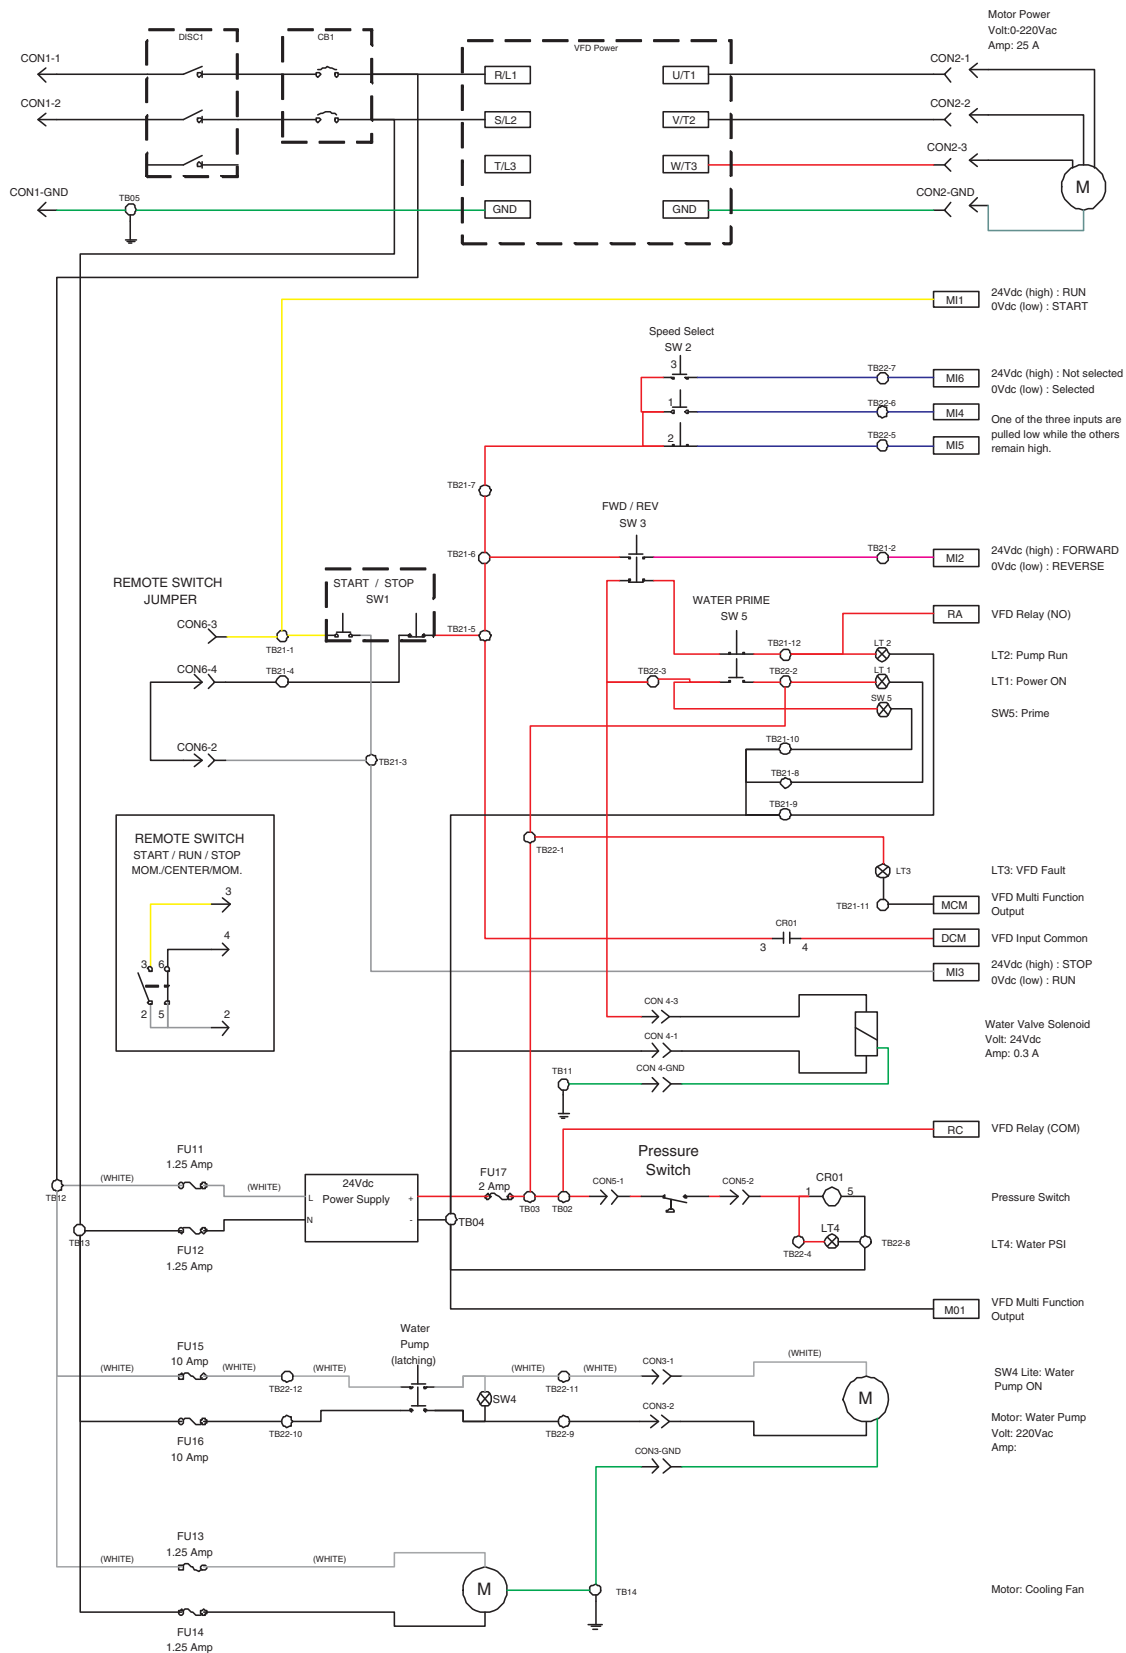 Motor Power
Volt:0-220Vac
Amp: 25 A
DISC1
CB1
VFD Power
CON1-1
R/L1
U/T1
CON2-1
CON1-2
S/L2
V/T2
CON2-2
T/L3
W/T3
CON2-3
M
CON1-GND
TB05
GND
GND
CON2-GND
MI1
24Vdc (high) : RUN
0Vdc (low) : START
Speed Select
SW 2
3
TB22-7
MI6
24Vdc (high) : Not selected
0Vdc (low) : Selected
1
TB22-6
MI4
One of the three inputs are
pulled low while the others
remain high.
2
TB22-5
MI5
TB21-7
FWD / REV
SW 3
TB21-6
TB21-2
MI2
24Vdc (high) : FORWARD
0Vdc (low) : REVERSE
REMOTE SWITCH
JUMPER
START / STOP
SW1
WATER PRIME
SW 5
RA
VFD Relay (NO)
CON6-3
TB21-1
TB21-5
TB21-12
LT 2
LT2: Pump Run
CON6-4
TB21-4
TB22-3
TB22-2
LT 1
LT1: Power ON
SW 5
SW5: Prime
CON6-2
TB21-3
TB21-10
TB21-8
TB21-9
REMOTE SWITCH
START / RUN / STOP
MOM./CENTER/MOM.
3
4
3 6
2 5
2
TB22-1
LT3
LT3: VFD Fault
TB21-11
MCM
VFD Multi Function
Output
CR01
3
4
DCM
VFD Input Common
MI3
24Vdc (high) : STOP
0Vdc (low) : RUN
CON 4-3
CON 4-1
Water Valve Solenoid
Volt: 24Vdc
Amp: 0.3 A
CON 4-GND
TB11
RC
VFD Relay (COM)
FU11
1.25 Amp
(WHITE)
(WHITE)
TB12
24Vdc
Power Supply
L
N
+
-
FU17
2 Amp
TB03
TB02
CON5-1
Pressure
Switch
CON5-2
CR01
1
5
Pressure Switch
TB13
FU12
1.25 Amp
TB04
LT4
TB22-4
TB22-8
LT4: Water PSI
M01
VFD Multi Function
Output
Water
Pump
(latching)
FU15
10 Amp
(WHITE)
(WHITE)
TB22-12
(WHITE)
(WHITE)
TB22-11
(WHITE)
CON3-1
(WHITE)
SW4
M
SW4 Lite: Water
Pump ON
FU16
10 Amp
TB22-10
TB22-9
CON3-2
Motor: Water Pump
Volt: 220Vac
Amp:
CON3-GND
FU13
1.25 Amp
(WHITE)
(WHITE)
M
TB14
Motor: Cooling Fan
FU14
1.25 Amp